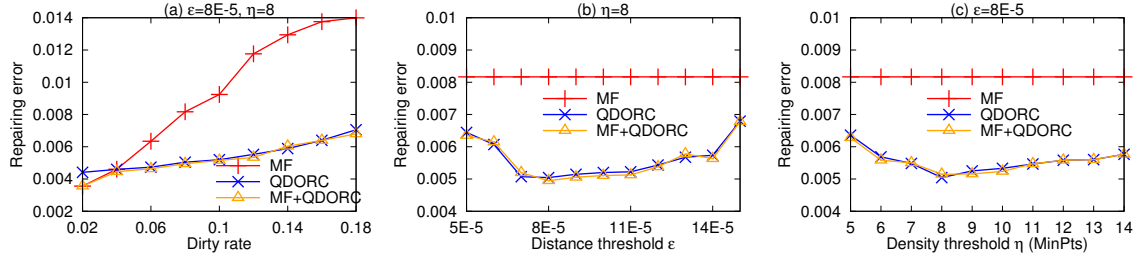 (a) ε=8E-5, η=8
Repairing error
0.014
0.012
0.01
0.008
0.006
0.004
0.002
MF
QDORC
MF+QDORC
0.02 0.06 0.1 0.14 0.18
Dirty rate
(b) η=8
Repairing error
0.01
0.009
0.008
0.007
0.006
0.005
0.004
MF
QDORC
MF+QDORC
5E-5 8E-5 11E-5 14E-5
Distance threshold ε
(c) ε=8E-5
Repairing error
0.01
0.009
0.008
0.007
0.006
0.005
0.004
MF
QDORC
MF+QDORC
5 6 7 8 9 10 11 12 13 14
Density threshold η (MinPts)